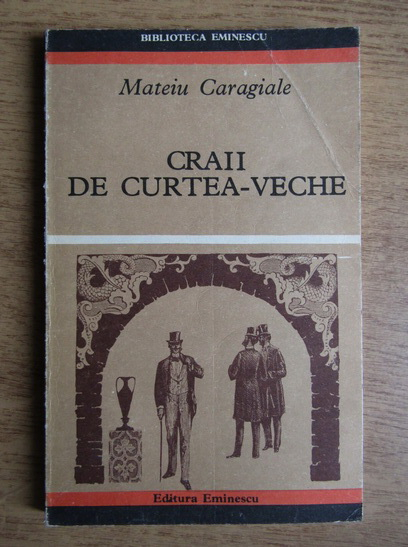 BIBLIOTECA EMINESCU
Mateiu Caragiale
CRAII
DE CURTEA-VECHE
Editura Eminescu